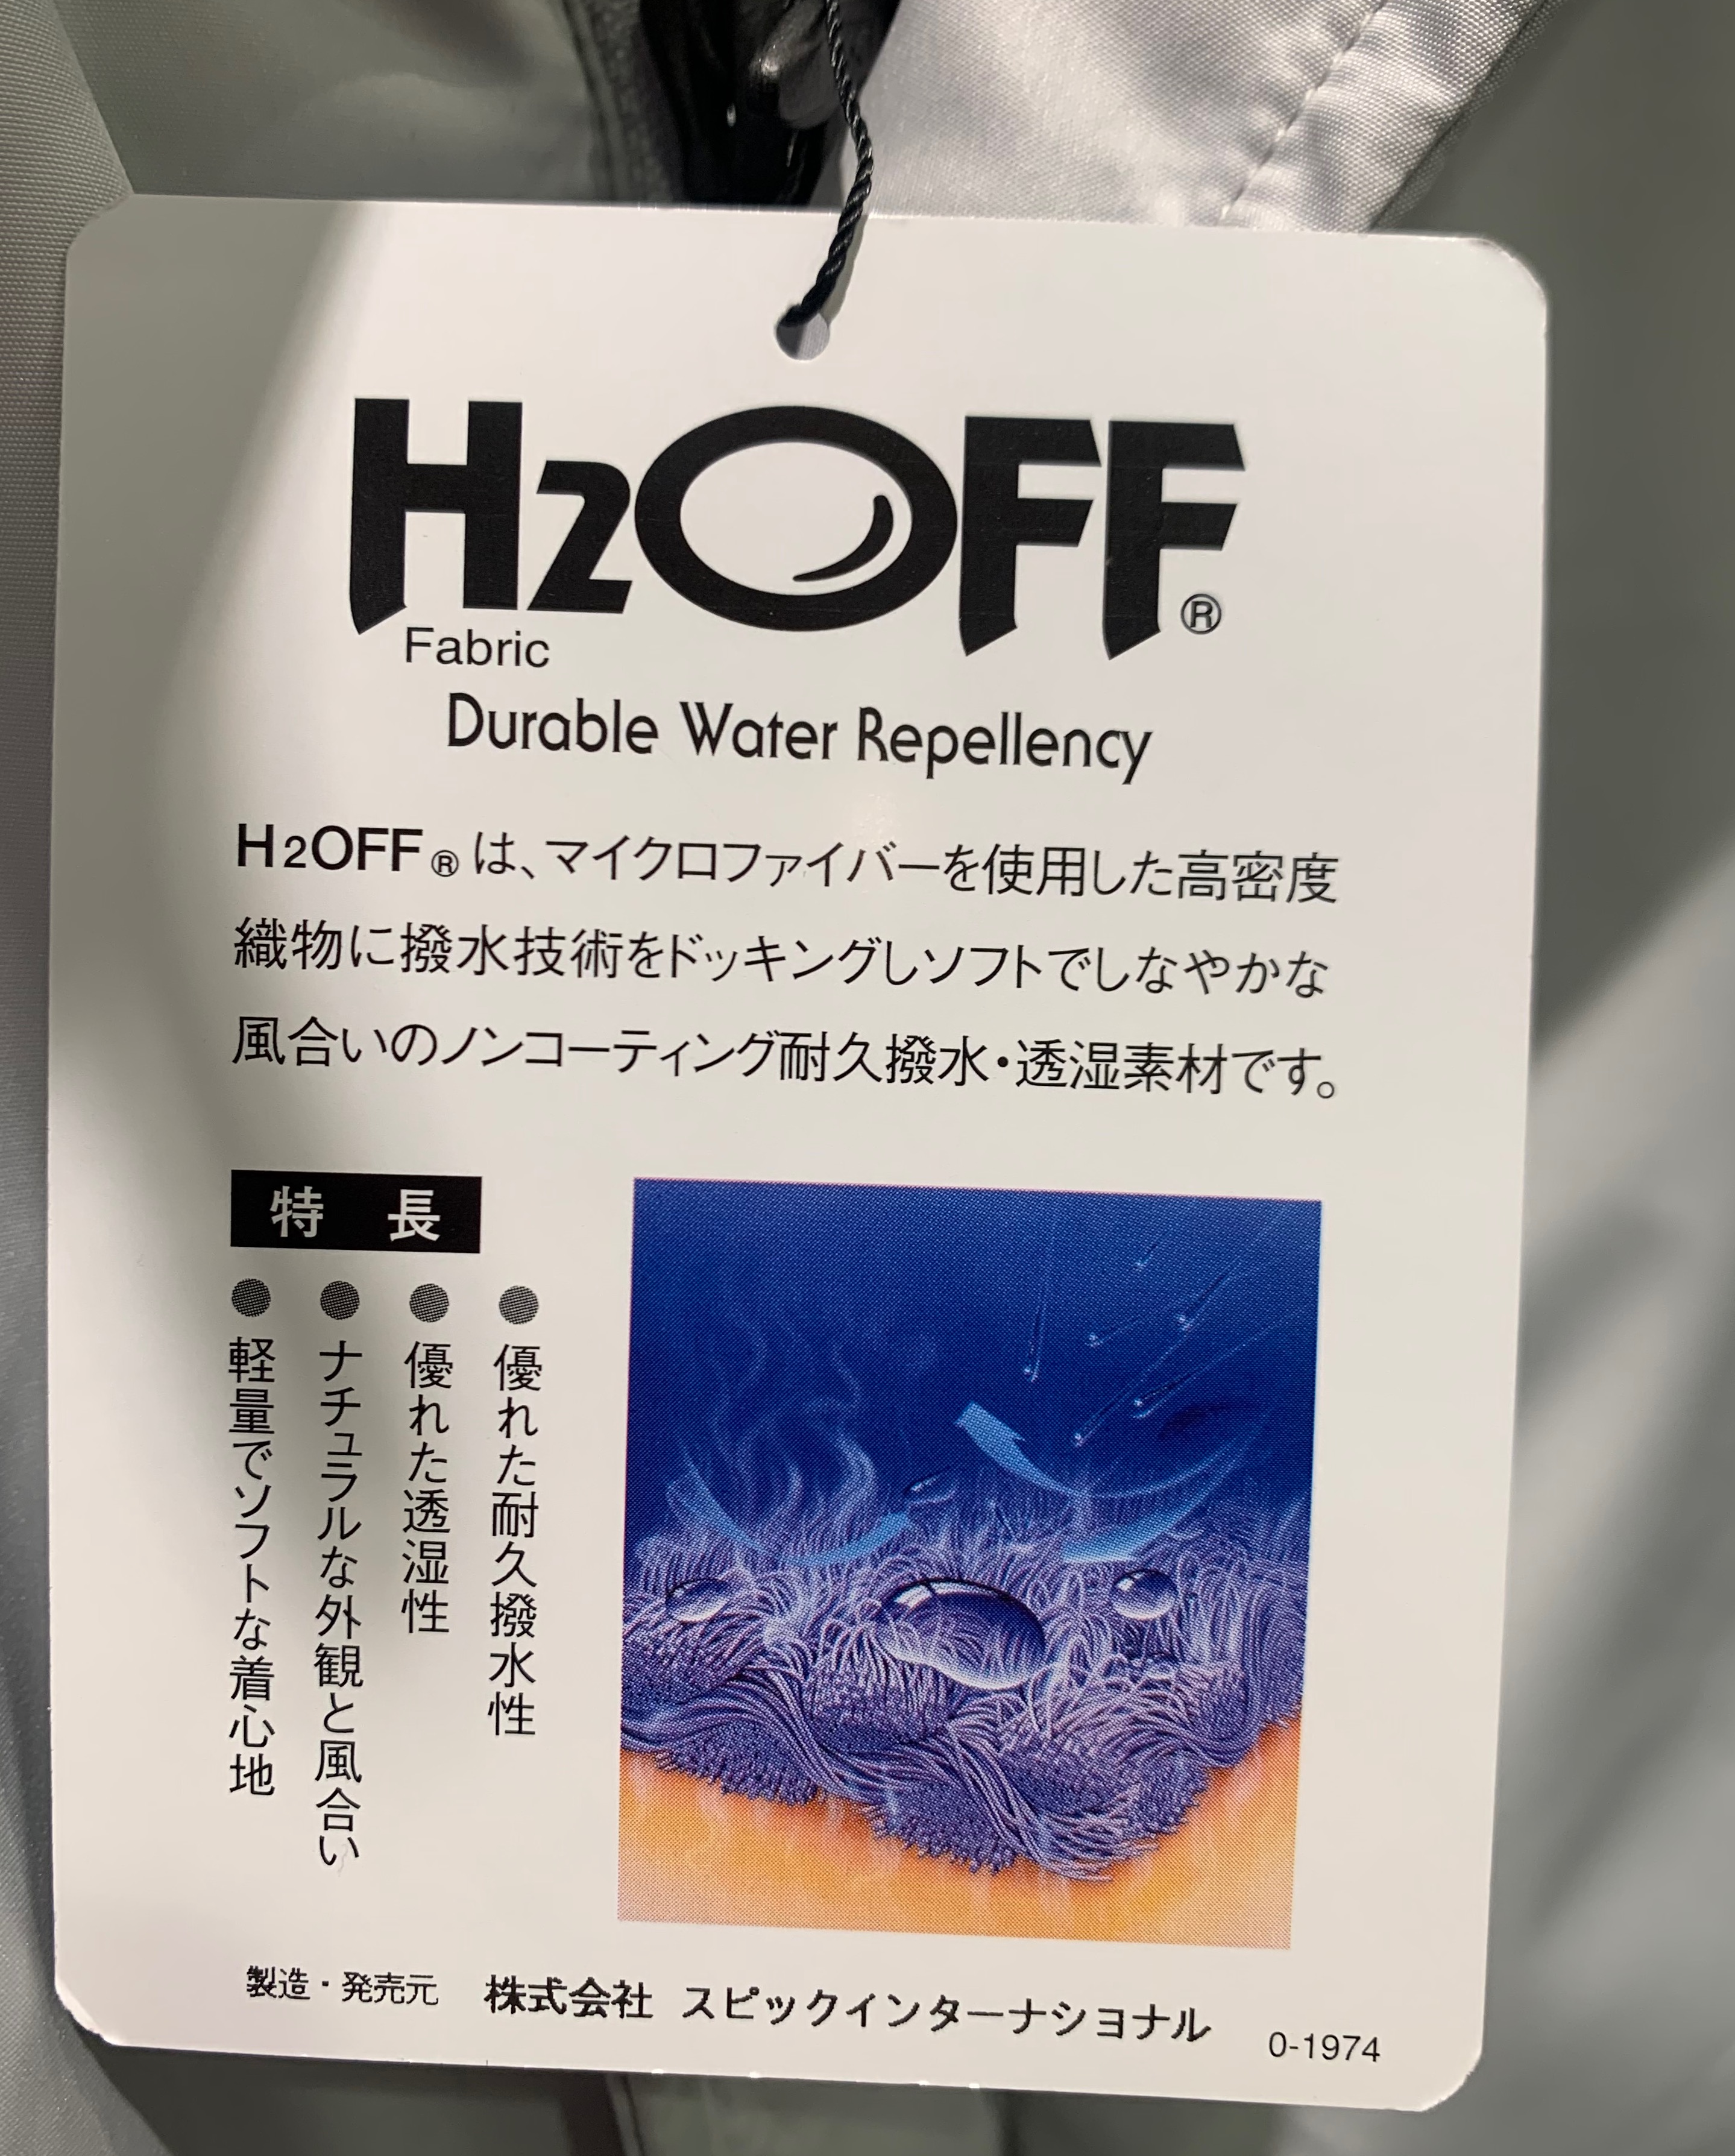 H2OFF®
Fabric
Durable Water Repellency
H2OFF®は、マイクロファイバーを使用した高密度
織物に撥水技術をドッキングしソフトでしなやかな
風合いのノンコーティング耐久撥水・透湿素材です。
特 長
●優れた耐久撥水性
●優れた透湿性
●ナチュラルな外観と風合い
●軽量でソフトな着心地
製造・発売元 株式会社 スピックインターナショナル
0-1974